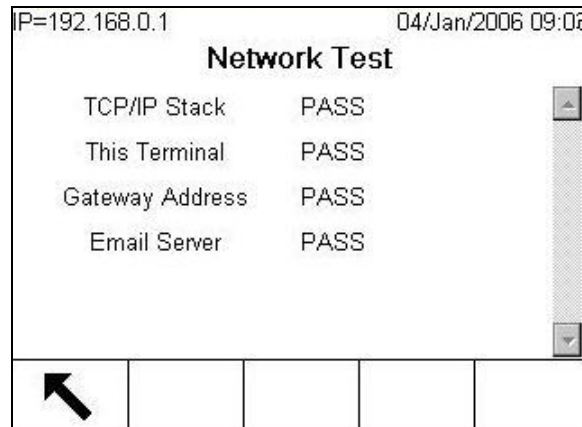 IP=192.168.0.1 04/Jan/2006 09:08
Network Test
TCP/IP Stack PASS
This Terminal PASS
Gateway Address PASS
Email Server PASS